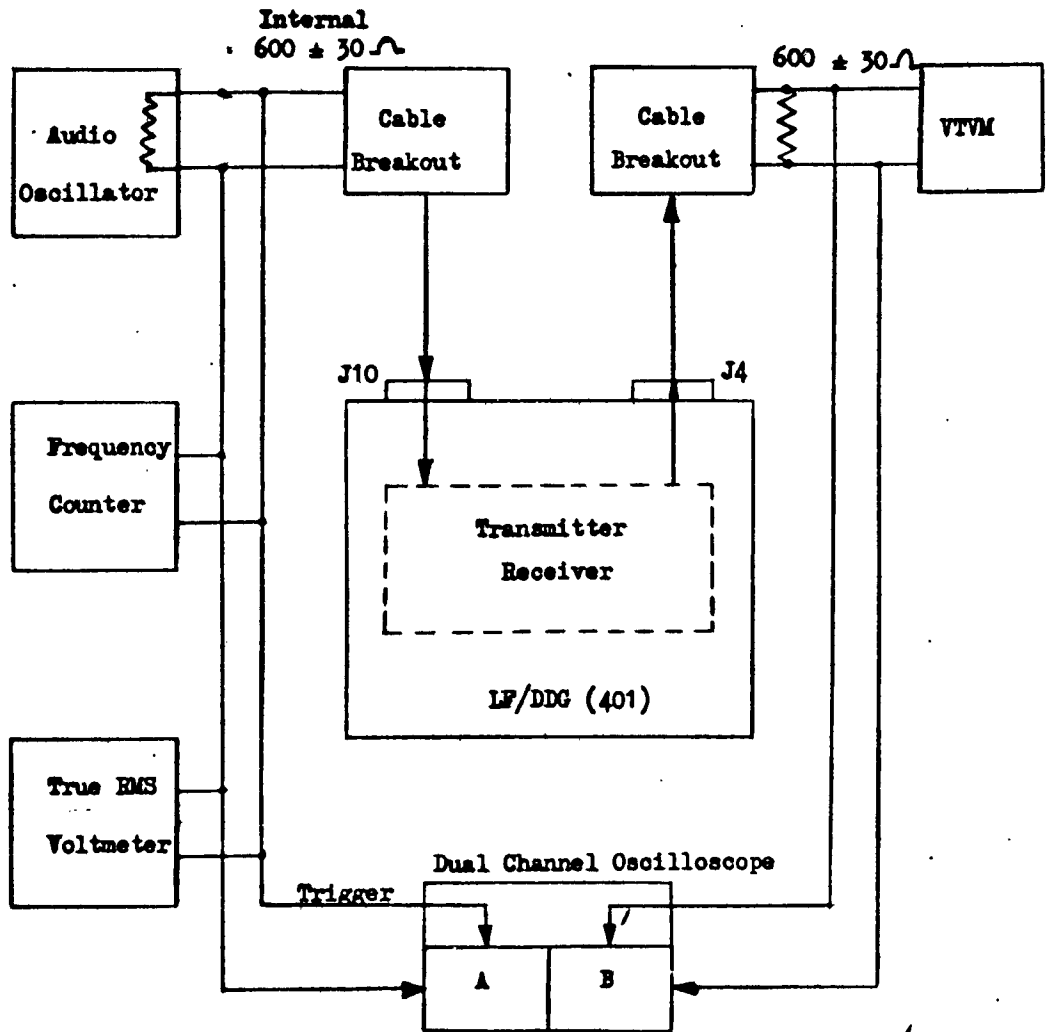 Internal
600 ± 30 Ω
Audio
Oscillator
Cable
Breakout
Cable
Breakout
600 ± 30 Ω
VTVM
J10
J4
Frequency
Counter
Transmitter
Receiver
LF/DDG (401)
True RMS
Voltmeter
Dual Channel Oscilloscope
Trigger
A
B